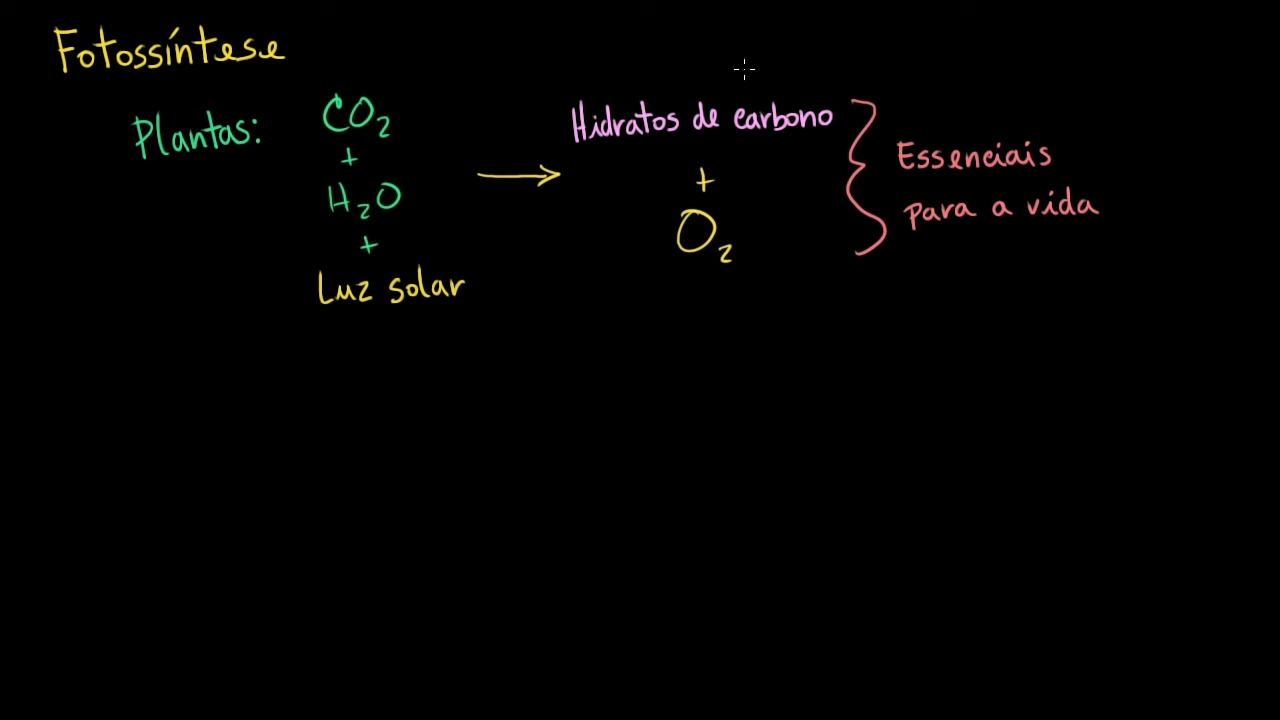 Fotossíntese
Plantas:
CO2
+
H2O
+
Luz solar
Hidratos de carbono
+
O2
Essenciais
para a vida